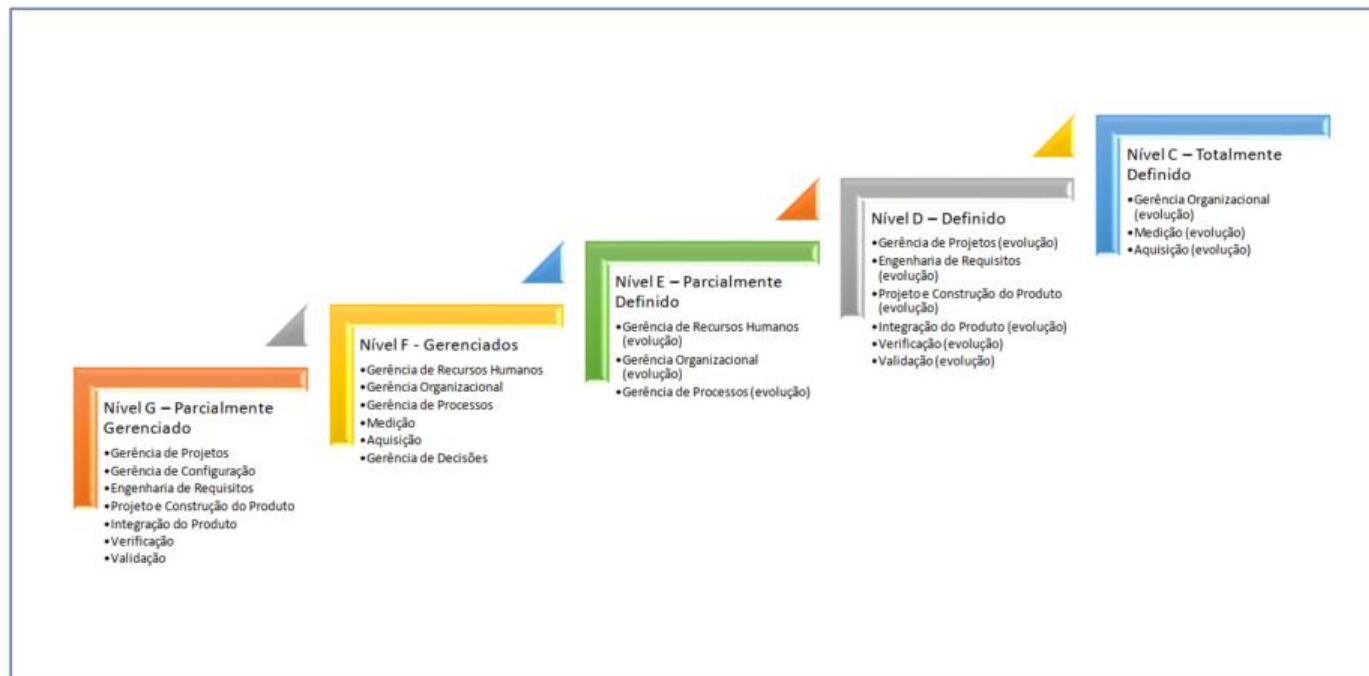 Nível G – Parcialmente
Gerenciado
•Gerência de Projetos
•Gerência de Configuração
•Engenharia de Requisitos
•Projeto e Construção do Produto
•Integração do Produto
•Verificação
•Validação
Nível F - Gerenciados
•Gerência de Recursos Humanos
•Gerência Organizacional
•Gerência de Processos
•Medição
•Aquisição
•Gerência de Decisões
Nível E – Parcialmente
Definido
•Gerência de Recursos Humanos
(evolução)
•Gerência Organizacional
(evolução)
•Gerência de Processos (evolução)
Nível D – Definido
•Gerência de Projetos (evolução)
•Engenharia de Requisitos
(evolução)
•Projeto e Construção do Produto
(evolução)
•Integração do Produto (evolução)
•Verificação (evolução)
•Validação (evolução)
Nível C – Totalmente
Definido
•Gerência Organizacional
(evolução)
•Medição (evolução)
•Aquisição (evolução)